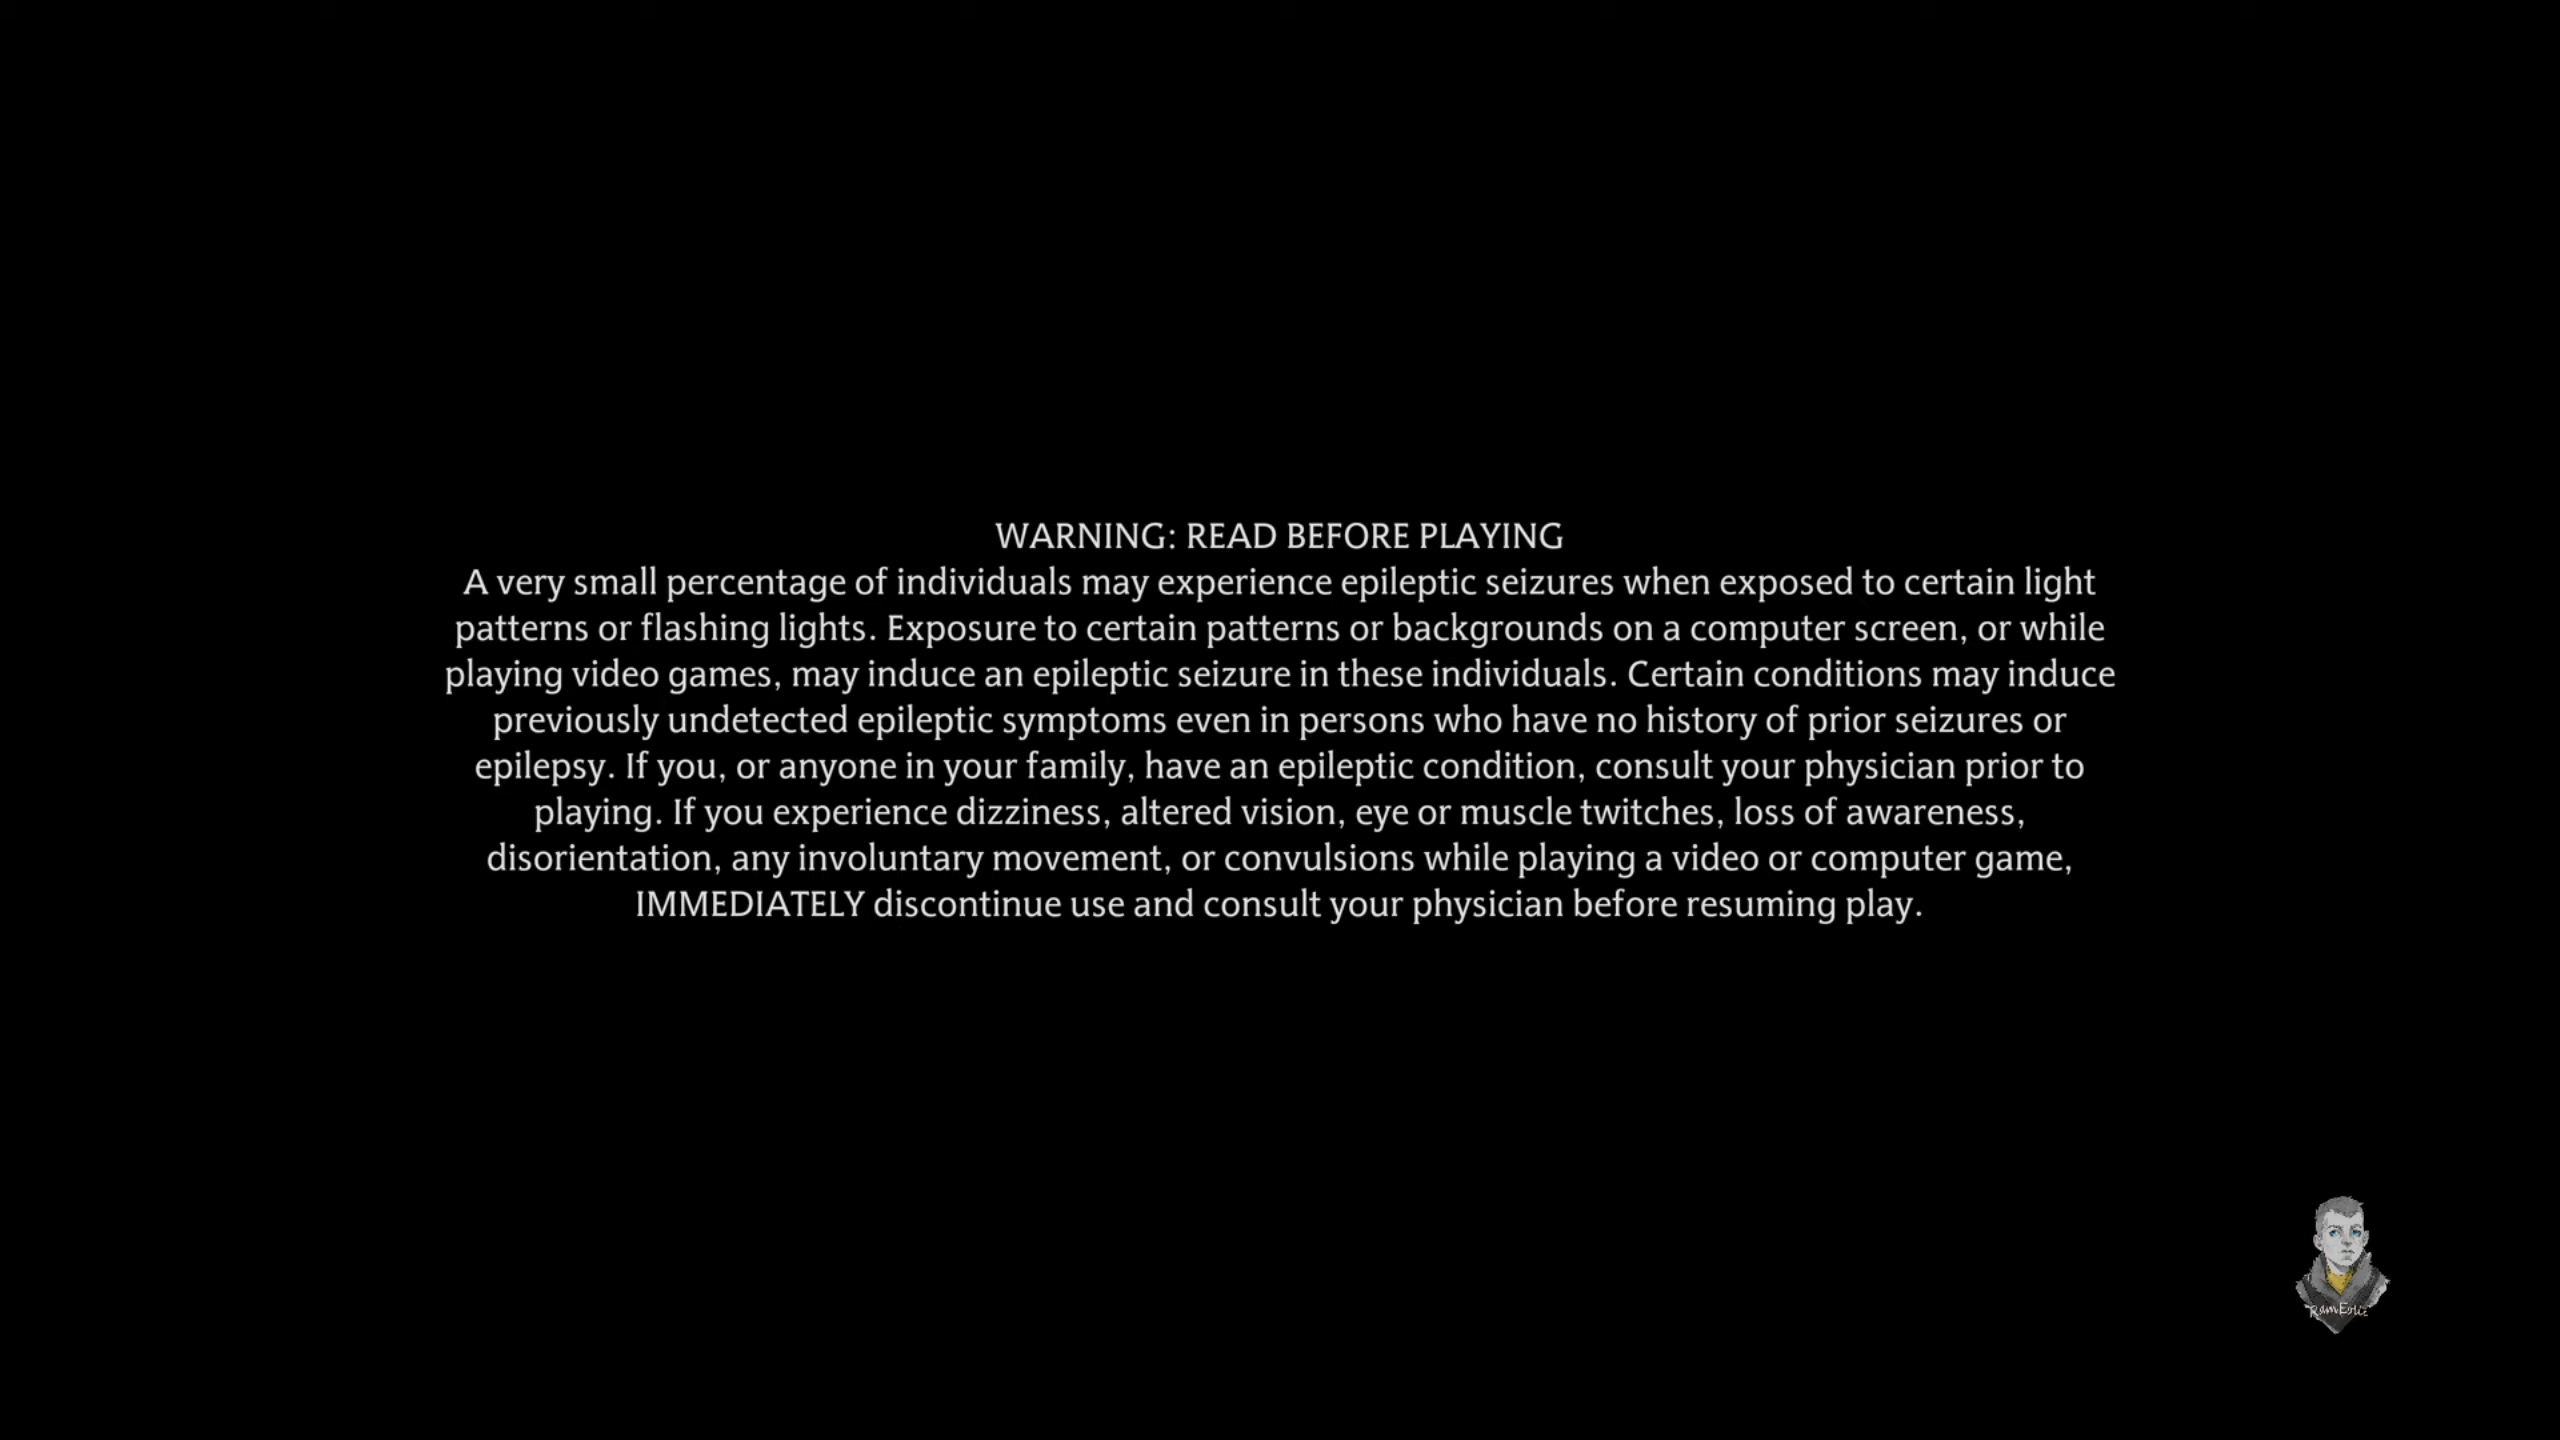 WARNING: READ BEFORE PLAYING
A very small percentage of individuals may experience epileptic seizures when exposed to certain light
patterns or flashing lights. Exposure to certain patterns or backgrounds on a computer screen, or while
playing video games, may induce an epileptic seizure in these individuals. Certain conditions may induce
previously undetected epileptic symptoms even in persons who have no history of prior seizures or
epilepsy. If you, or anyone in your family, have an epileptic condition, consult your physician prior to
playing. If you experience dizziness, altered vision, eye or muscle twitches, loss of awareness,
disorientation, any involuntary movement, or convulsions while playing a video or computer game,
IMMEDIATELY discontinue use and consult your physician before resuming play.